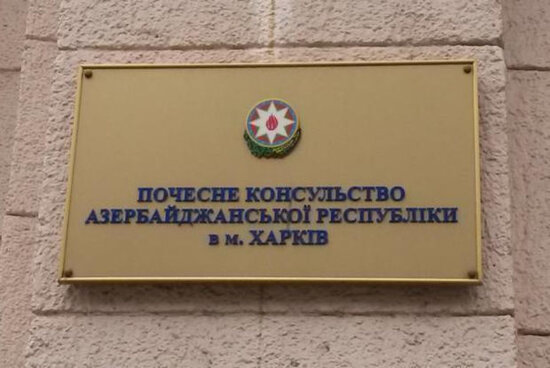 ПОЧЕСНЕ КОНСУЛЬСТВО
АЗЕРБАЙДЖАНСЬКОЇ РЕСПУБЛІКИ
в м. ХАРКІВ